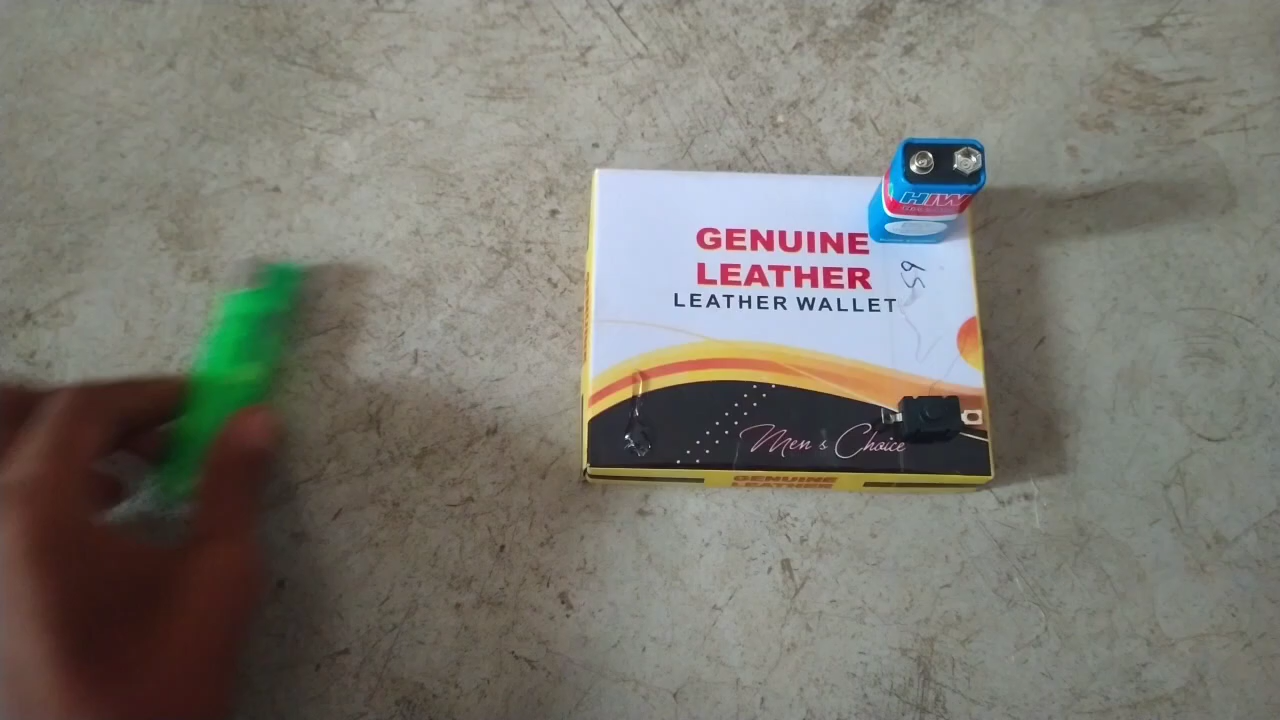 GENUINE
LEATHER
LEATHER WALLET
HIW
65
Men s Choice
GENUINE
LEATHER